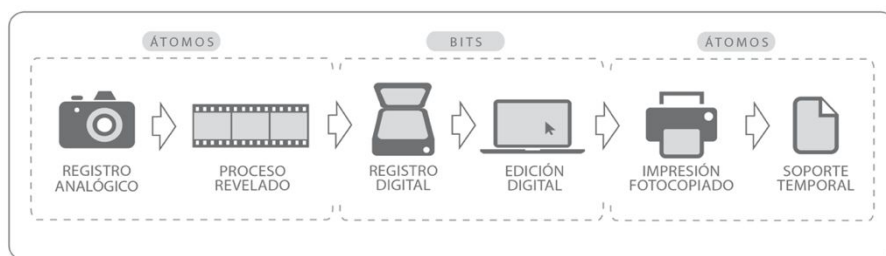 ÁTOMOS
BITS
ÁTOMOS
REGISTRO
ANALÓGICO
PROCESO
REVELADO
REGISTRO
DIGITAL
EDICIÓN
DIGITAL
IMPRESIÓN
FOTOCOPIADO
SOPORTE
TEMPORAL